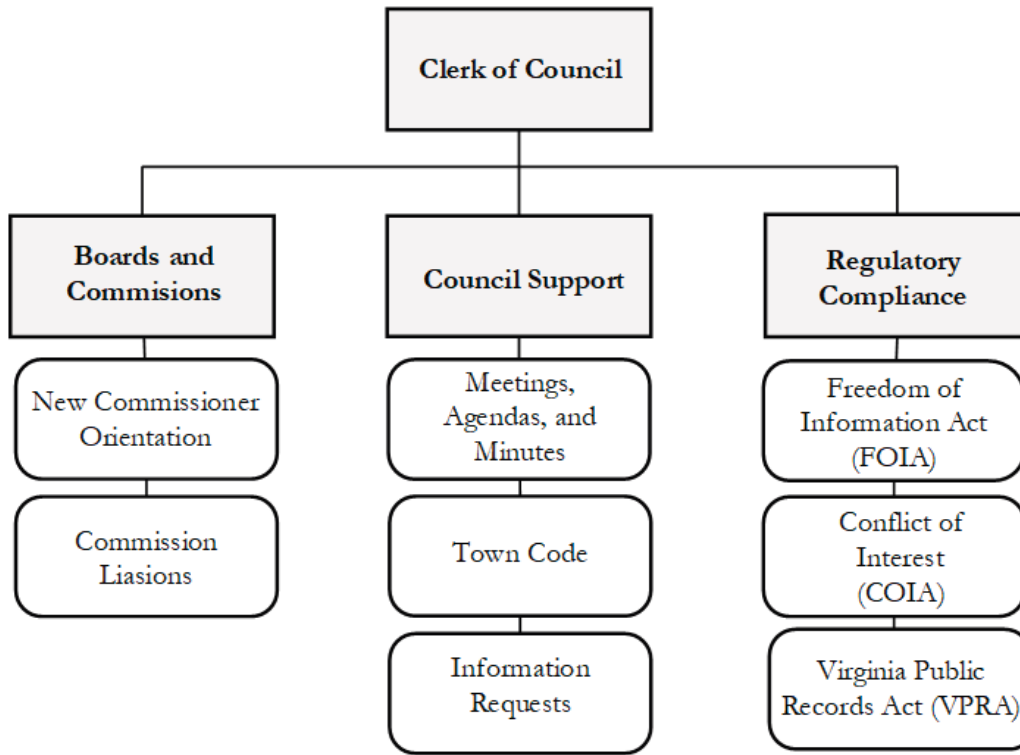 Clerk of Council
Boards and
Commisions
New Commissioner
Orientation
Commission
Liasions
Council Support
Meetings,
Agendas, and
Minutes
Town Code
Information
Requests
Regulatory
Compliance
Freedom of
Information Act
(FOIA)
Conflict of
Interest
(COIA)
Virginia Public
Records Act (VPRA)